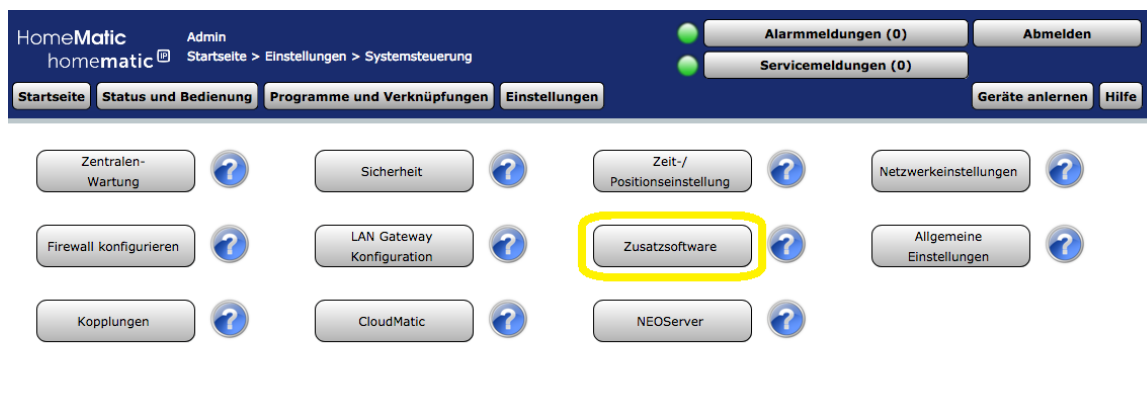 HomeMatic
homematic IP
Admin
Startseite > Einstellungen > Systemsteuerung
Alarmmeldungen (0)
Abmelden
Servicemeldungen (0)
Startseite
Status und Bedienung
Programme und Verknüpfungen
Einstellungen
Geräte anlernen
Hilfe
Zentralen-
Wartung
?
Sicherheit
?
Zeit-/
Positionseinstellung
?
Netzwerkeinstellungen
?
Firewall konfigurieren
?
LAN Gateway
Konfiguration
?
Zusatzsoftware
?
Allgemeine
Einstellungen
?
Kopplungen
?
CloudMatic
?
NEOServer
?